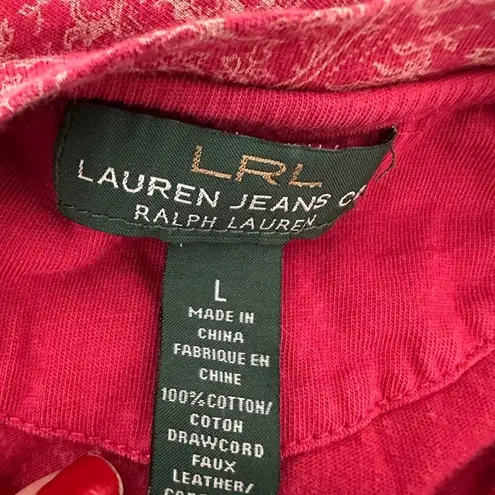 LRL
LAUREN JEANS CO
RALPH LAUREN
L
MADE IN
CHINA
FABRIQUE EN
CHINE
100% COTTON/
COTON
DRAWCORD
FAUX
LEATHER/